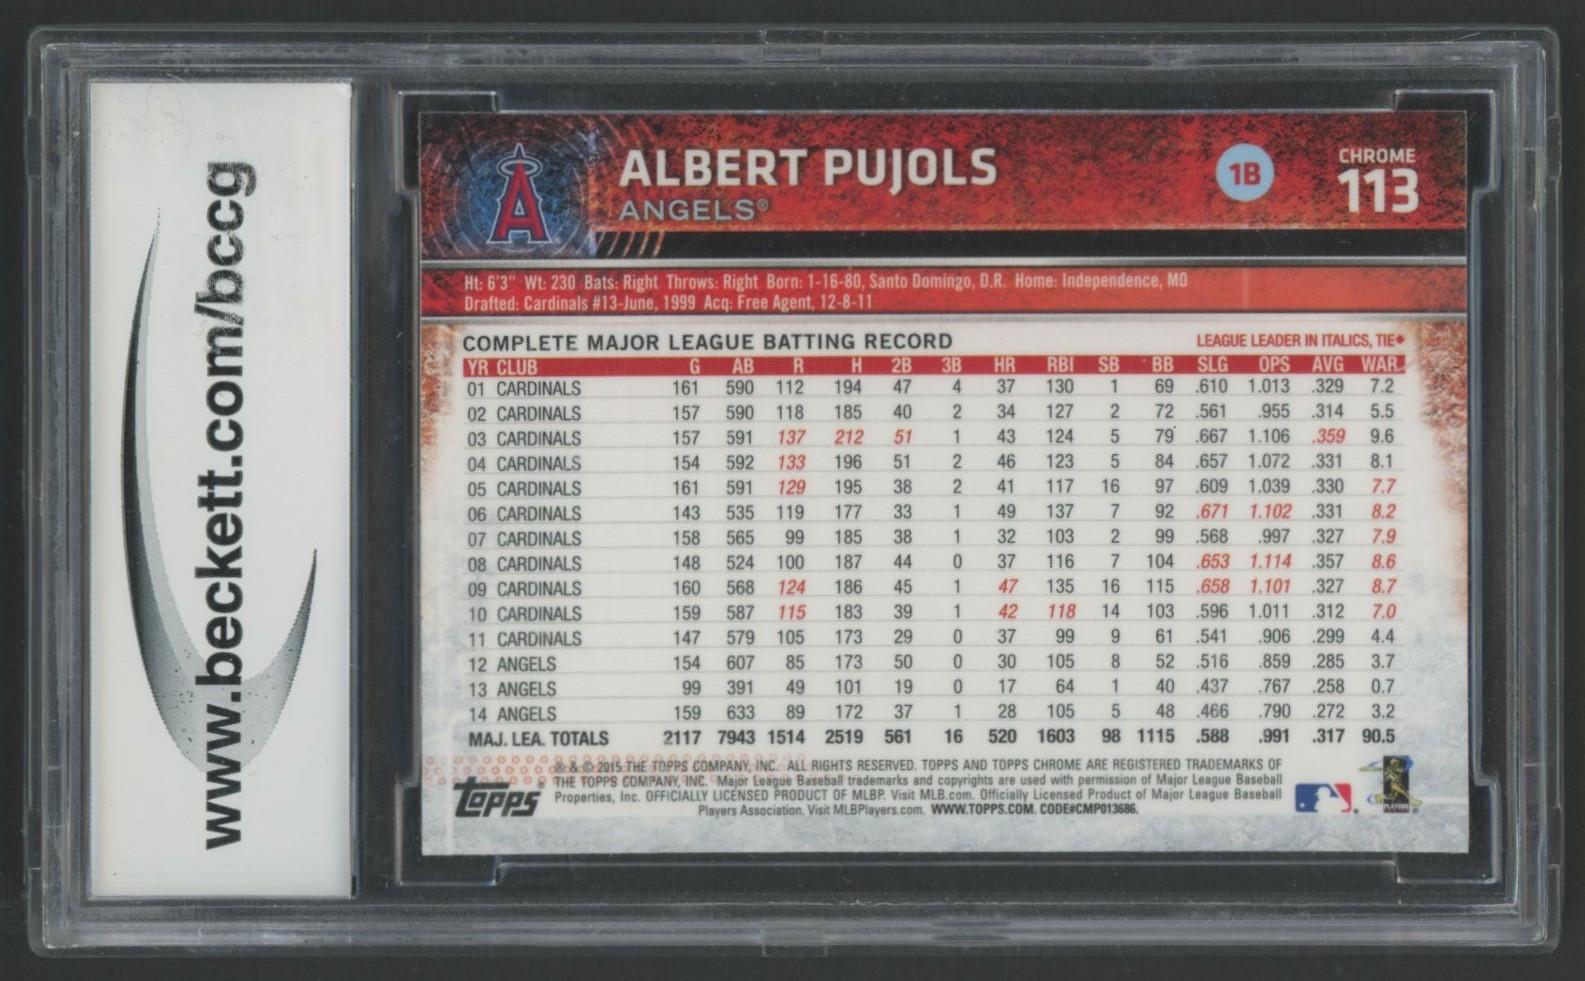 www.beckett.com/bccg
ALBERT PUJOLS
ANGELS®
1B
CHROME
113
Ht: 6'3" Wt: 230 Bats: Right Throws: Right Born: 1-16-80, Santo Domingo, D.R. Home: Independence, MO
Drafted: Cardinals #13-June, 1999 Acq: Free Agent, 12-8-11
COMPLETE MAJOR LEAGUE BATTING RECORD LEAGUE LEADER IN ITALICS, TIE♦
YR CLUB G AB R H 2B 3B HR RBI SB BB SLG OPS AVG WAR
01 CARDINALS 161 590 112 194 47 4 37 130 1 69 .610 1.013 .329 7.2
02 CARDINALS 157 590 118 185 40 2 34 127 2 72 .561 .955 .314 5.5
03 CARDINALS 157 591 137 212 51 1 43 124 5 79 .667 1.106 .359 9.6
04 CARDINALS 154 592 133 196 51 2 46 123 5 84 .657 1.072 .331 8.1
05 CARDINALS 161 591 129 195 38 2 41 117 16 97 .609 1.039 .330 7.7
06 CARDINALS 143 535 119 177 33 1 49 137 7 92 .671 1.102 .331 8.2
07 CARDINALS 158 565 99 185 38 1 32 103 2 99 .568 .997 .327 7.9
08 CARDINALS 148 524 100 187 44 0 37 116 7 104 .653 1.114 .357 8.6
09 CARDINALS 160 568 124 186 45 1 47 135 16 115 .658 1.101 .327 8.7
10 CARDINALS 159 587 115 183 39 1 42 118 14 103 .596 1.011 .312 7.0
11 CARDINALS 147 579 105 173 29 0 37 99 9 61 .541 .906 .299 4.4
12 ANGELS 154 607 85 173 50 0 30 105 8 52 .516 .859 .285 3.7
13 ANGELS 99 391 49 101 19 0 17 64 1 40 .437 .767 .258 0.7
14 ANGELS 159 633 89 172 37 1 28 105 5 48 .466 .790 .272 3.2
MAJ. LEA. TOTALS 2117 7943 1514 2519 561 16 520 1603 98 1115 .588 .991 .317 90.5
® & © 2015 THE TOPPS COMPANY, INC. ALL RIGHTS RESERVED. TOPPS AND TOPPS CHROME ARE REGISTERED TRADEMARKS OF
THE TOPPS COMPANY, INC. Major League Baseball trademarks and copyrights are used with permission of Major League Baseball
Properties, Inc. OFFICIALLY LICENSED PRODUCT OF MLBP. Visit MLB.com. Officially Licensed Product of Major League Baseball
Players Association. Visit MLBPlayers.com. WWW.TOPPS.COM. CODE#CMP013686.
Topps®
PLAYERS